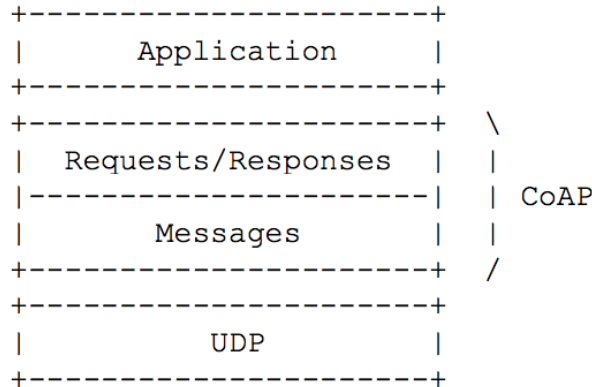 +----------------------+
|      Application     |
+----------------------+
+----------------------+  \
|  Requests/Responses  |  |
|----------------------|  | CoAP
|       Messages       |  |
+----------------------+  /
+----------------------+
|          UDP         |
+----------------------+